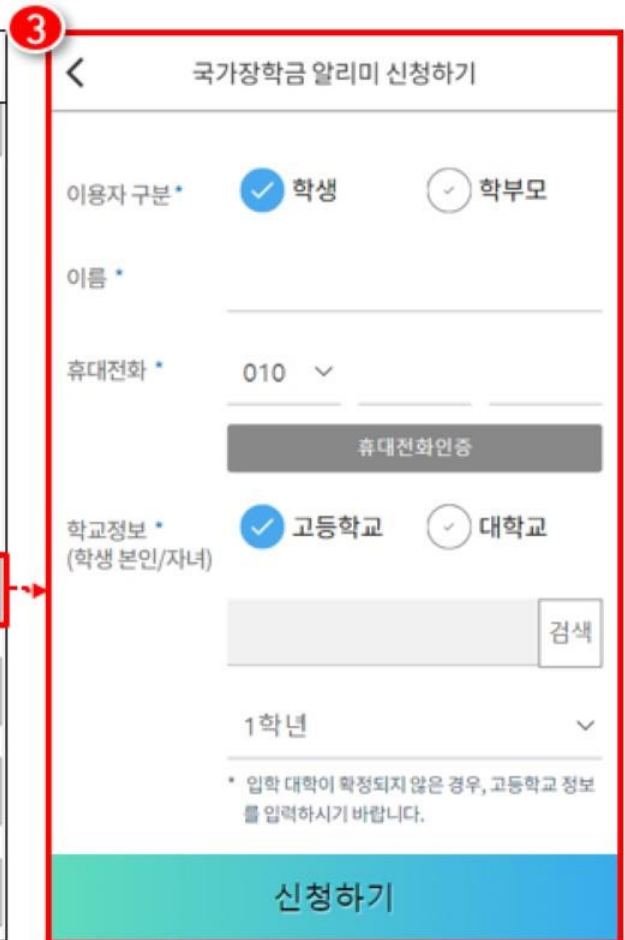 3
국가장학금 알리미 신청하기
이용자 구분 * 학생 학부모
이름 *
휴대전화 * 010
휴대전화인증
학교정보 * 고등학교 대학교
(학생 본인/자녀)
검색
1학년
* 입학 대학이 확정되지 않은 경우, 고등학교 정보
를 입력하시기 바랍니다.
신청하기